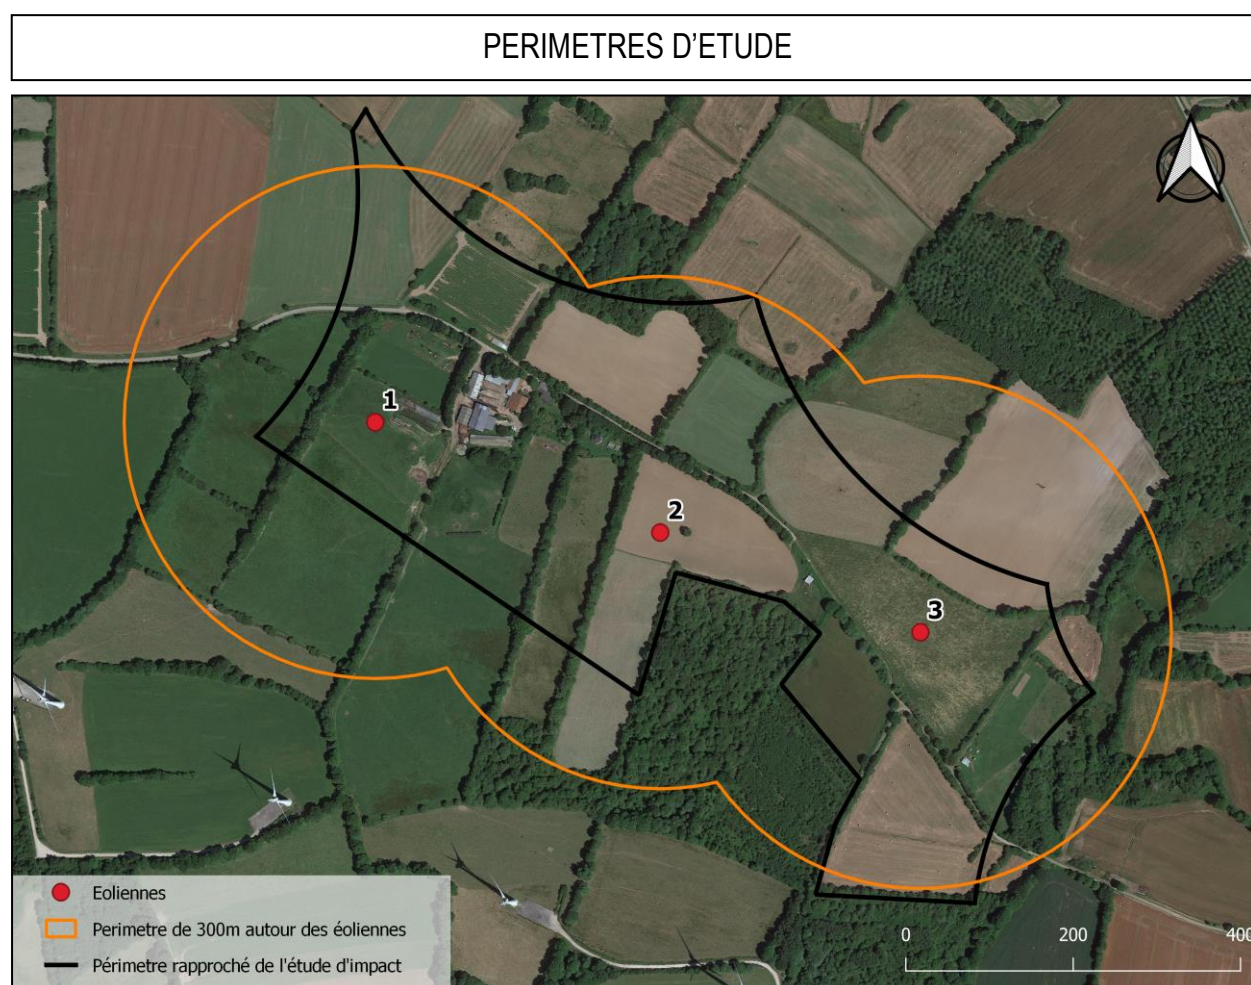 PERIMETRES D'ETUDE
1
2
3
Eoliennes
Perimetre de 300m autour des éoliennes
Périmetre rapproché de l'étude d'impact
0 200 400